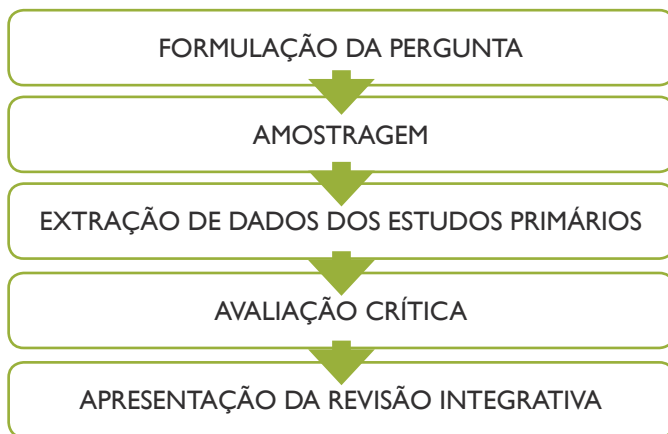 FORMULAÇÃO DA PERGUNTA
AMOSTRAGEM
EXTRAÇÃO DE DADOS DOS ESTUDOS PRIMÁRIOS
AVALIAÇÃO CRÍTICA
APRESENTAÇÃO DA REVISÃO INTEGRATIVA